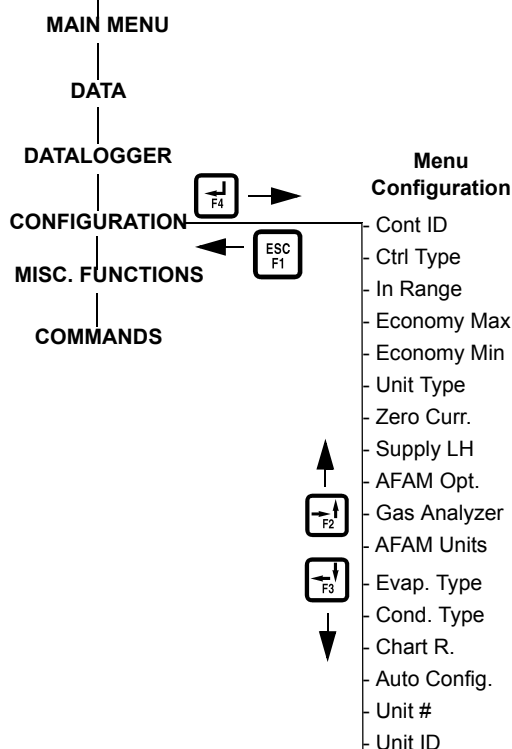 MAIN MENU
DATA
DATALOGGER
F4
CONFIGURATION
ESC
F1
MISC. FUNCTIONS
COMMANDS
Menu
Configuration
- Cont ID
- Ctrl Type
- In Range
- Economy Max
- Economy Min
- Unit Type
- Zero Curr.
- Supply LH
- AFAM Opt.
- Gas Analyzer
- AFAM Units
- Evap. Type
- Cond. Type
- Chart R.
- Auto Config.
- Unit #
- Unit ID
F2
F3